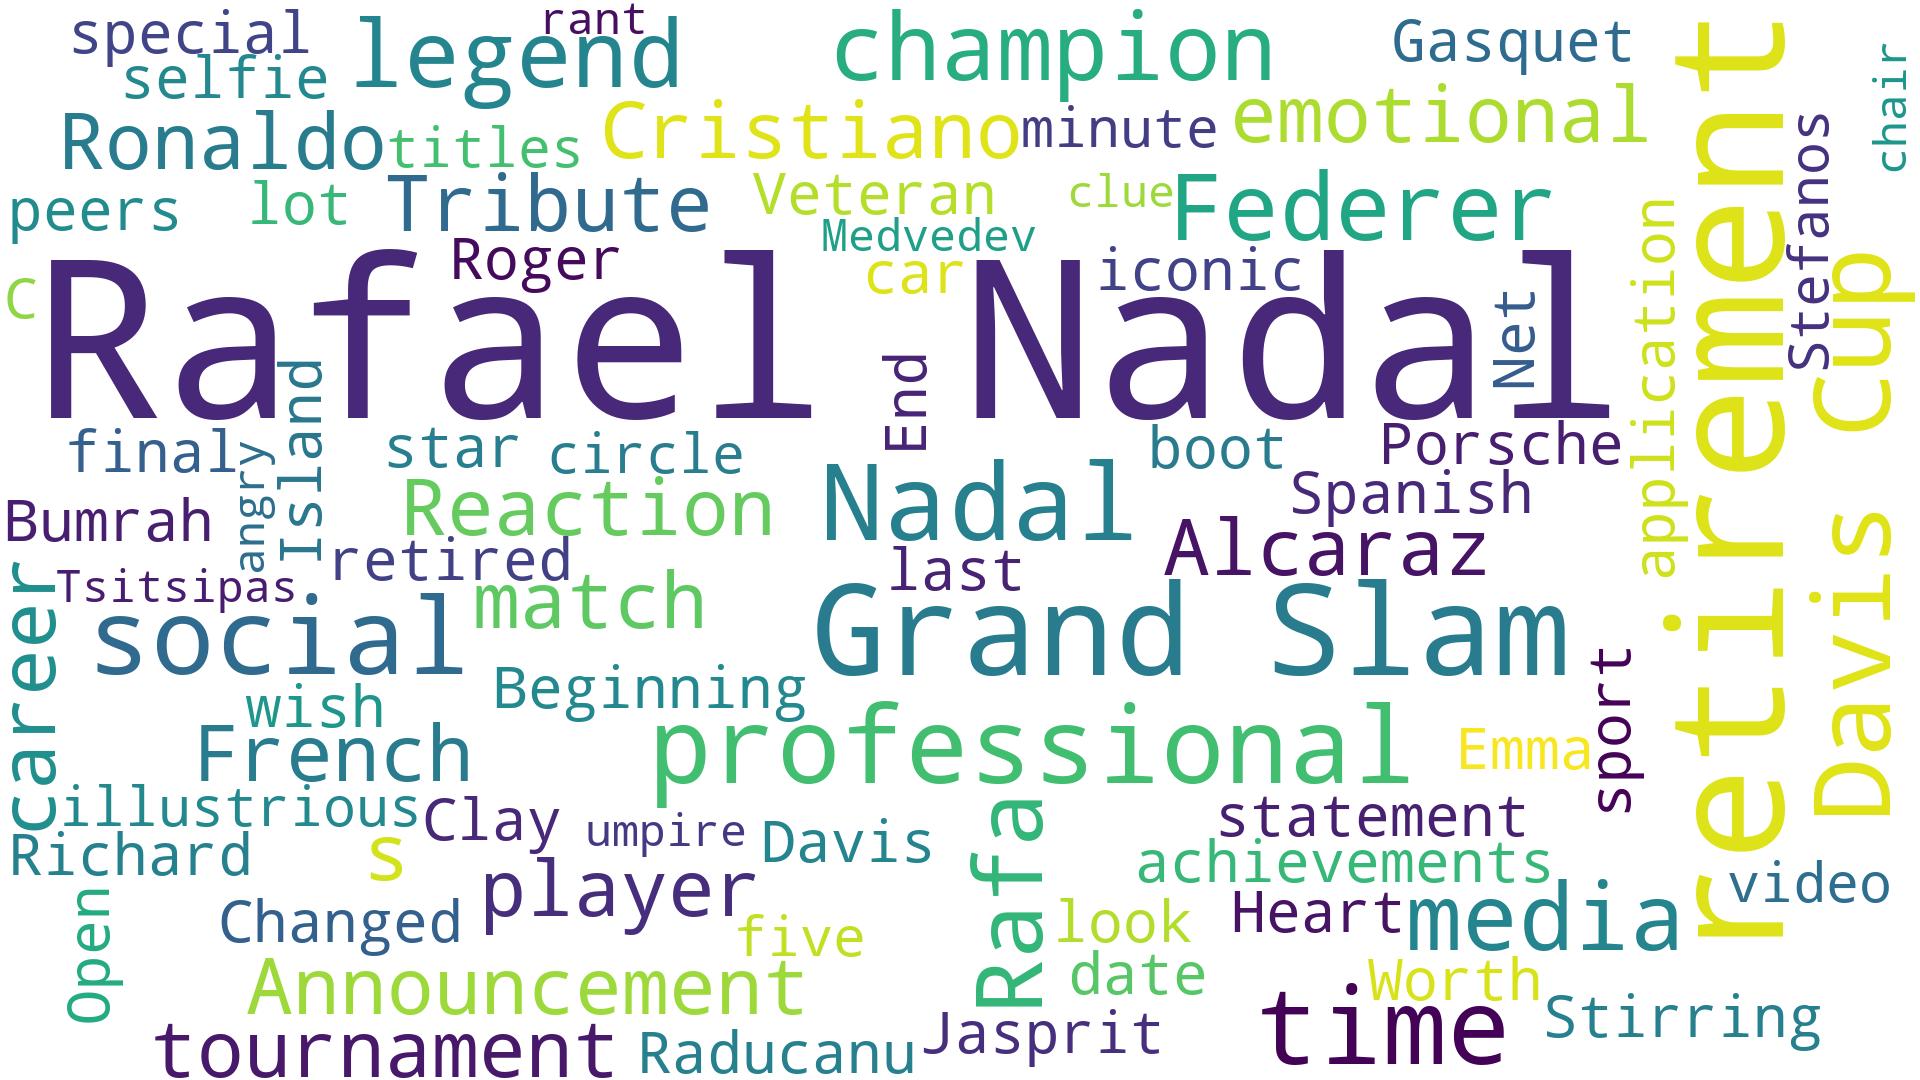 special
rant
legend
champion
Gasquet
retirement
chair
selfie
Ronaldo
titles
Cristiano
minute
emotional
Stefanos
peers
lot
Tribute
Veteran
clue
Federer
application
Roger
Medvedev
car
iconic
Davis Cup
C
Rafael Nadal
Net
End
Island
final
angry
star
circle
boot
Porsche
Reaction
Nadal
Spanish
Bumrah
retired
last
Alcaraz
Tsitsipas
match
Grand Slam
career
social
Beginning
sport
wish
French
professional
Emma
illustrious
Clay
umpire
Davis
Rafa
statement
Richard
s
achievements
video
Open
Changed
player
five
look
Heart
media
Announcement
date
Worth
tournament
Raducanu
Jasprit
time
Stirring